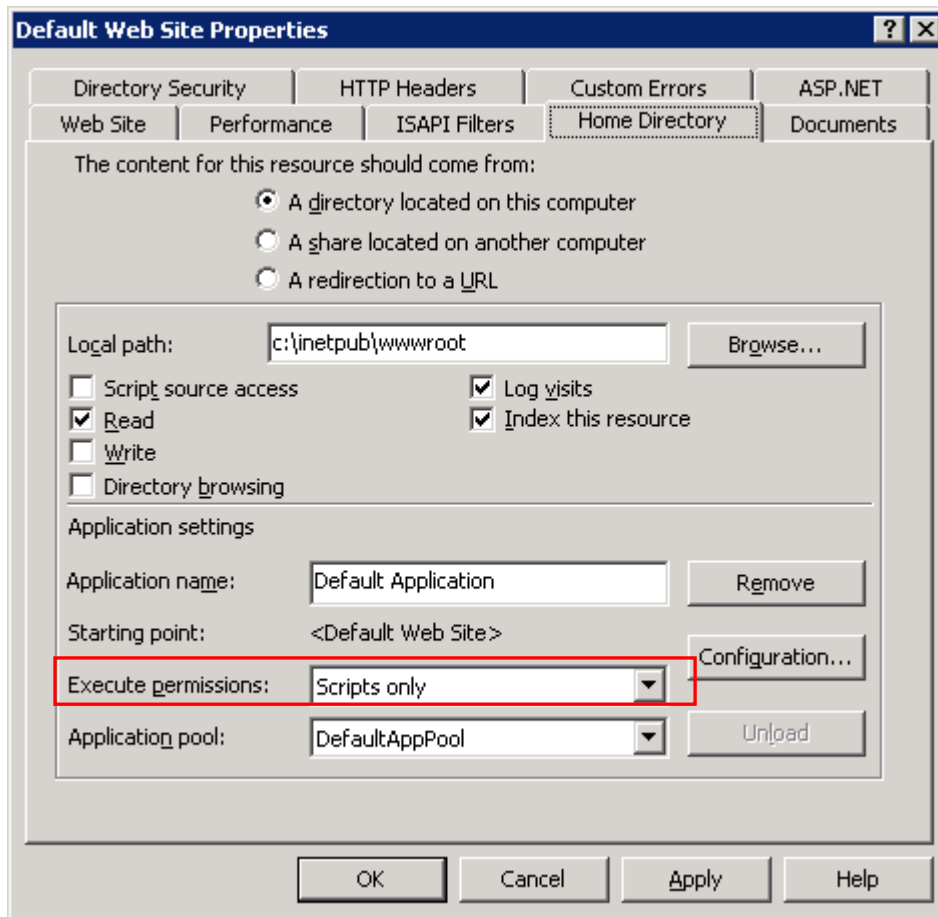 Default Web Site Properties
Directory Security HTTP Headers Custom Errors ASP.NET
Web Site Performance ISAPI Filters Home Directory Documents
The content for this resource should come from:
A directory located on this computer
A share located on another computer
A redirection to a URL
Local path: c:\inetpub\wwwroot Browse...
Script source access Log visits
Read Index this resource
Write
Directory browsing
Application settings
Application name: Default Application Remove
Starting point: <Default Web Site>
Configuration...
Execute permissions: Scripts only
Application pool: DefaultAppPool Unload
OK Cancel Apply Help